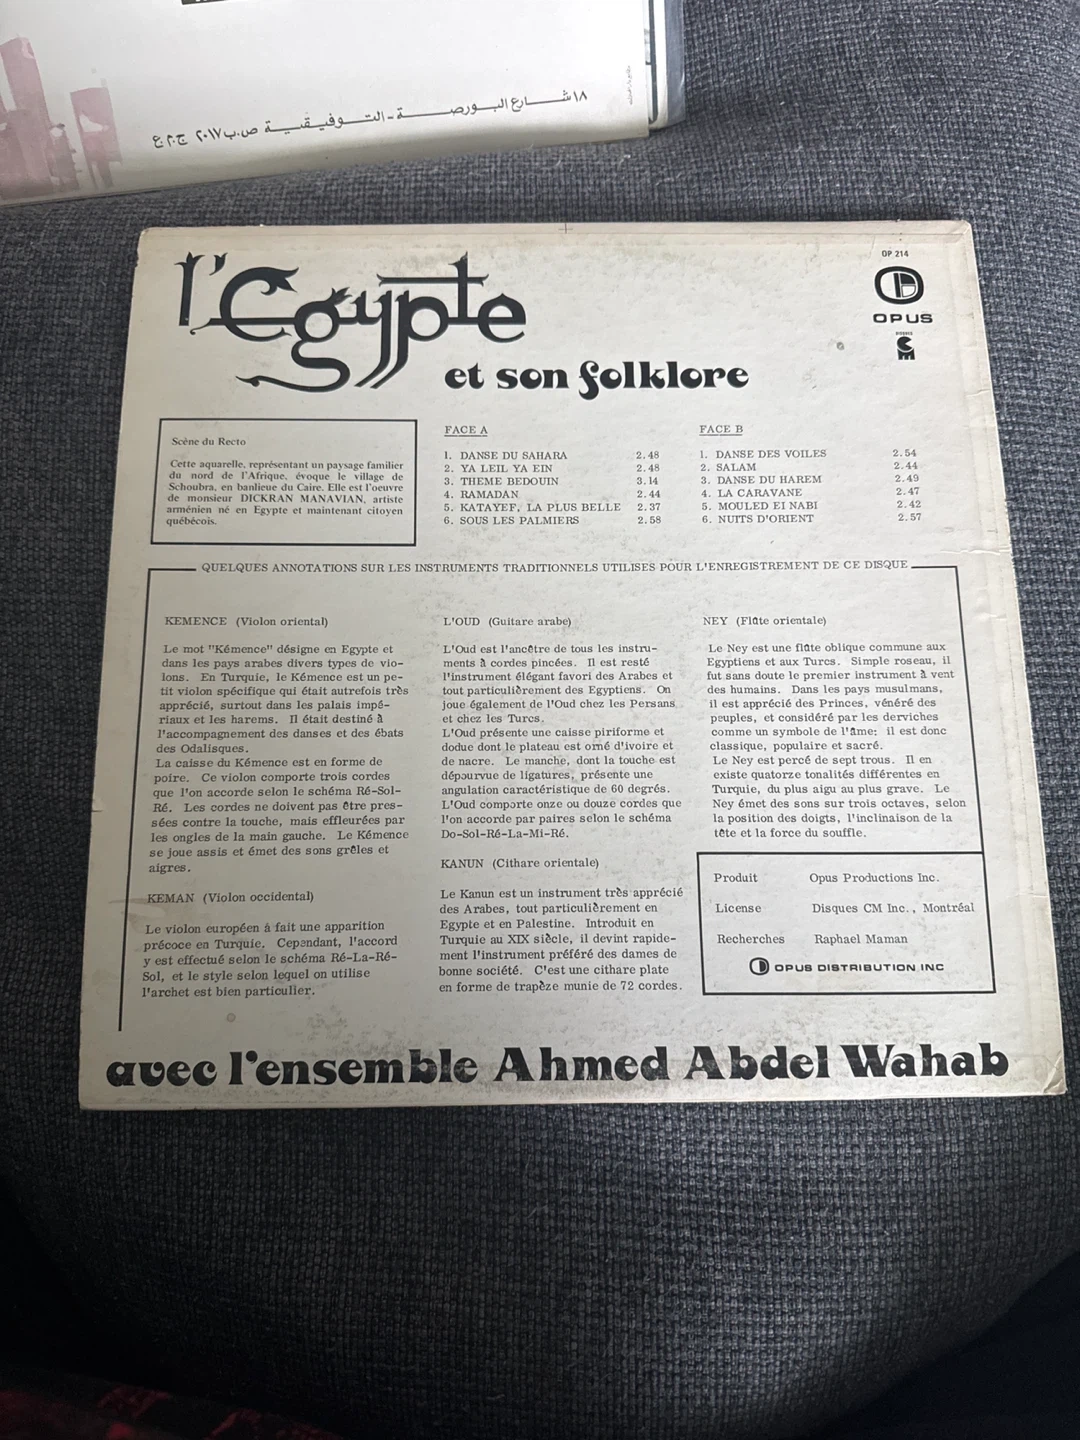 ١٨ شارع البورصة - التوفيقية ص.ب ٢٠١٧ ج.م.ع
l'Egypte
et son folklore
OP 214
OPUS
DISQUES
CM
Scène du Recto
Cette aquarelle, représentant un paysage familier
du nord de l'Afrique, évoque le village de
Schoubra, en banlieue du Caire. Elle est l'oeuvre
de monsieur DICKRAN MANAVIAN, artiste
arménien né en Egypte et maintenant citoyen
québécois.
FACE A
1. DANSE DU SAHARA 2.48
2. YA LEIL YA EIN 2.48
3. THEME BEDOUIN 3.14
4. RAMADAN 2.44
5. KATAYEF, LA PLUS BELLE 2.37
6. SOUS LES PALMIERS 2.58
FACE B
1. DANSE DES VOILES 2.54
2. SALAM 2.44
3. DANSE DU HAREM 2.49
4. LA CARAVANE 2.47
5. MOULED EI NABI 2.42
6. NUITS D'ORIENT 2.57
QUELQUES ANNOTATIONS SUR LES INSTRUMENTS TRADITIONNELS UTILISES POUR L'ENREGISTREMENT DE CE DISQUE
KEMENCE (Violon oriental)
Le mot "Kémence" désigne en Egypte et
dans les pays arabes divers types de vio-
lons. En Turquie, le Kémence est un pe-
tit violon spécifique qui était autrefois très
apprécié, surtout dans les palais impé-
riaux et les harems. Il était destiné à
l'accompagnement des danses et des ébats
des Odalisques.
La caisse du Kémence est en forme de
poire. Ce violon comporte trois cordes
que l'on accorde selon le schéma Ré-Sol-
Ré. Les cordes ne doivent pas être pres-
sées contre la touche, mais effleurées par
les ongles de la main gauche. Le Kémence
se joue assis et émet des sons grêles et
aigres.
KEMAN (Violon occidental)
Le violon européen á fait une apparition
précoce en Turquie. Cependant, l'accord
y est effectué selon le schéma Ré-La-Ré-
Sol, et le style selon lequel on utilise
l'archet est bien particulier.
L'OUD (Guitare arabe)
L'Oud est l'ancêtre de tous les instru-
ments à cordes pincées. Il est resté
l'instrument élégant favori des Arabes et
tout particulièrement des Egyptiens. On
joue également de l'Oud chez les Persans
et chez les Turcs.
L'Oud présente une caisse piriforme et
dodue dont le plateau est orné d'ivoire et
de nacre. Le manche, dont la touche est
dépourvue de ligatures, présente une
angulation caractéristique de 60 degrés.
L'Oud comporte onze ou douze cordes que
l'on accorde par paires selon le schéma
Do-Sol-Ré-La-Mi-Ré.
KANUN (Cithare orientale)
Le Kanun est un instrument très apprécié
des Arabes, tout particulièrement en
Egypte et en Palestine. Introduit en
Turquie au XIX siècle, il devint rapide-
ment l'instrument préféré des dames de
bonne société. C'est une cithare plate
en forme de trapèze munie de 72 cordes.
NEY (Flûte orientale)
Le Ney est une flûte oblique commune aux
Egyptiens et aux Turcs. Simple roseau, il
fut sans doute le premier instrument à vent
des humains. Dans les pays musulmans,
il est apprécié des Princes, vénéré des
peuples, et considéré par les derviches
comme un symbole de l'âme: il est donc
classique, populaire et sacré.
Le Ney est percé de sept trous. Il en
existe quatorze tonalités différentes en
Turquie, du plus aigu au plus grave. Le
Ney émet des sons sur trois octaves, selon
la position des doigts, l'inclinaison de la
tête et la force du souffle.
Produit Opus Productions Inc.
License Disques CM Inc., Montréal
Recherches Raphael Maman
OPUS DISTRIBUTION INC
avec l'ensemble Ahmed Abdel Wahab